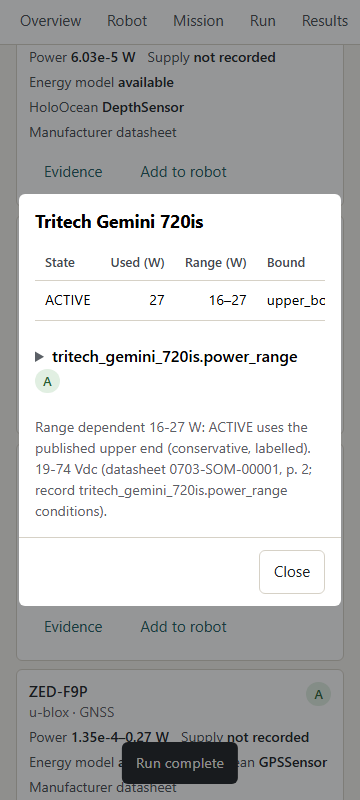 Overview Robot Mission Run Results
Power 6.03e-5 W Supply not recorded
Energy model available
HoloOcean DepthSensor
Manufacturer datasheet
Evidence Add to robot
Tritech Gemini 720is
State Used (W) Range (W) Bound
ACTIVE 27 16–27 upper_bo
tritech_gemini_720is.power_range
A
Range dependent 16-27 W: ACTIVE uses the
published upper end (conservative, labelled).
19-74 Vdc (datasheet 0703-SOM-00001, p. 2;
record tritech_gemini_720is.power_range
conditions).
Close
Evidence Add to robot
ZED-F9P A
u-blox · GNSS
Power 1.35e-4–0.27 W Supply not recorded
Energy model GPSSensor
Run complete
Manufacturer datasheet